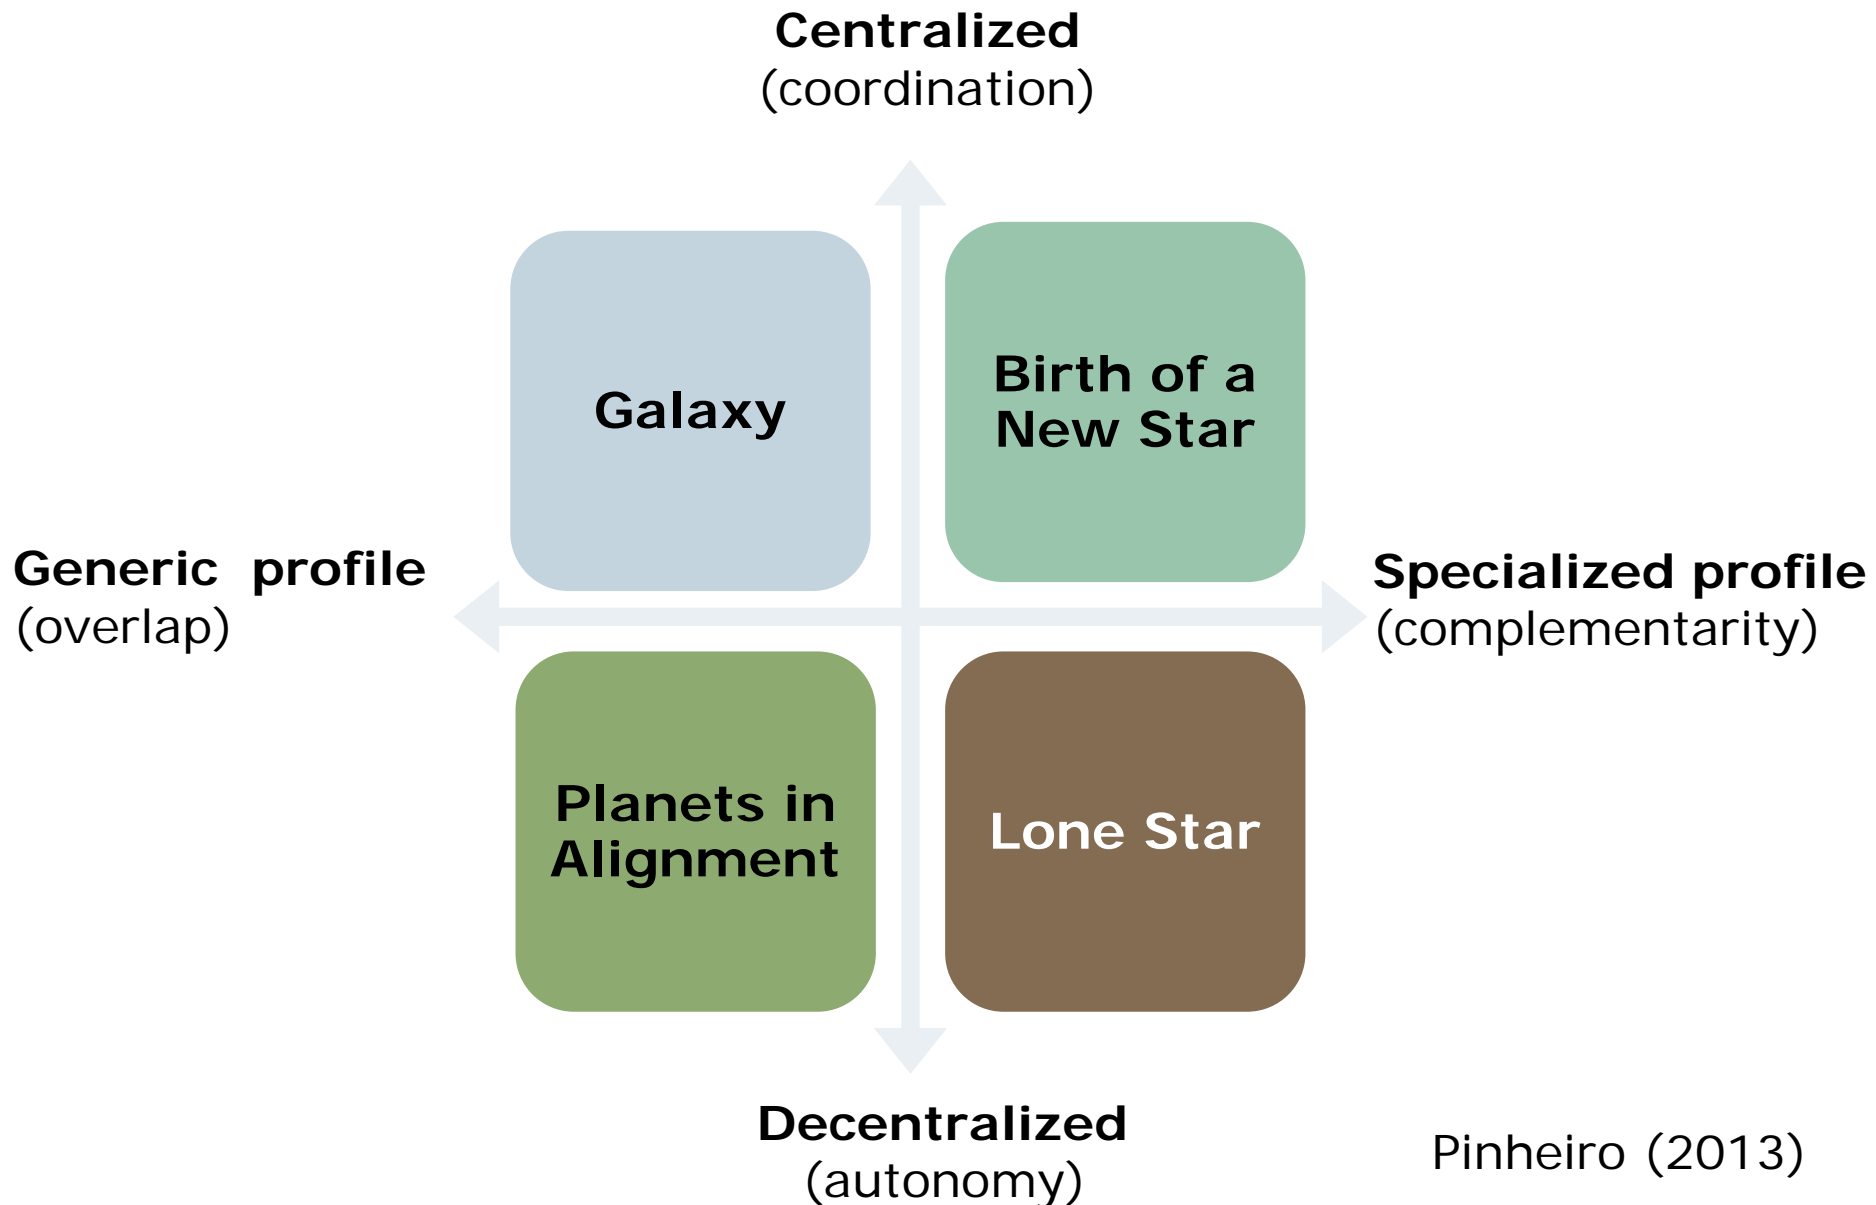 Centralized
(coordination)
Galaxy
Birth of a
New Star
Generic profile
(overlap)
Specialized profile
(complementarity)
Planets in
Alignment
Lone Star
Decentralized
(autonomy)
Pinheiro (2013)